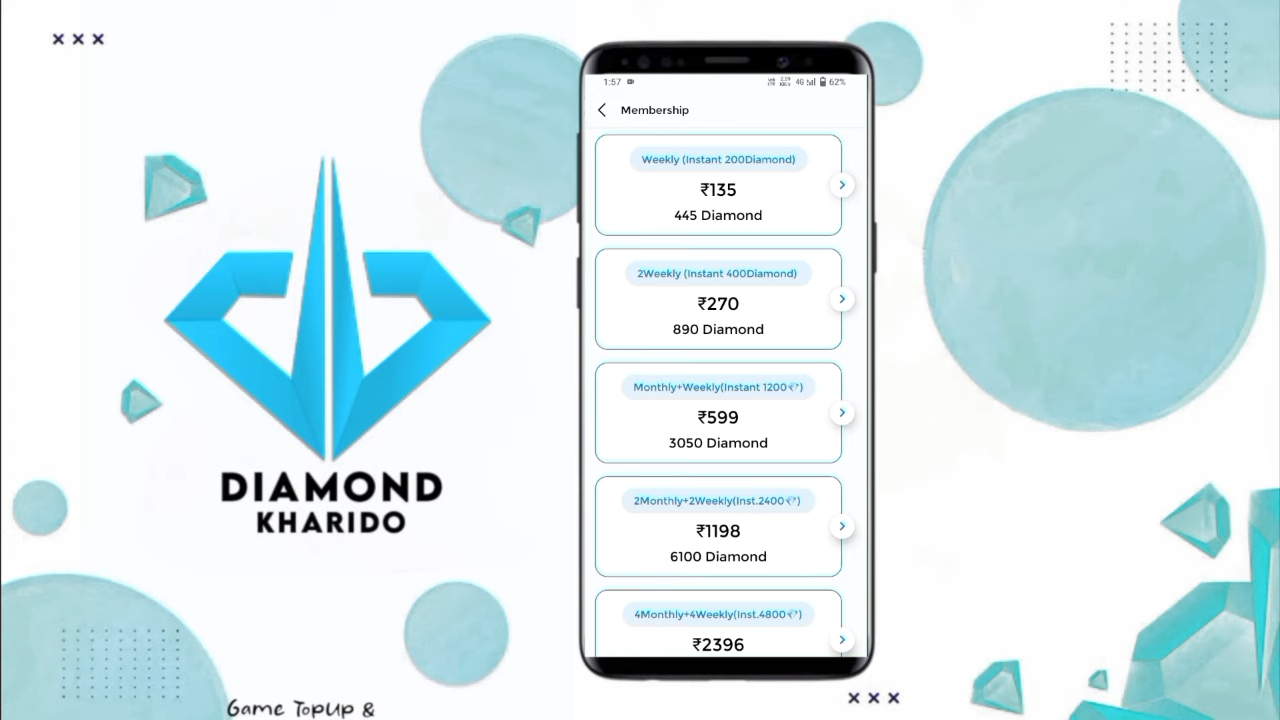 × × ×
1:57
4G
62%
Membership
Weekly (Instant 200Diamond)
₹135
445 Diamond
2Weekly (Instant 400Diamond)
₹270
890 Diamond
Monthly+Weekly(Instant 1200💎)
₹599
3050 Diamond
2Monthly+2Weekly(Inst.2400💎)
₹1198
6100 Diamond
4Monthly+4Weekly(Inst.4800💎)
₹2396
DIAMOND
KHARIDO
Game TopUp &
× × ×